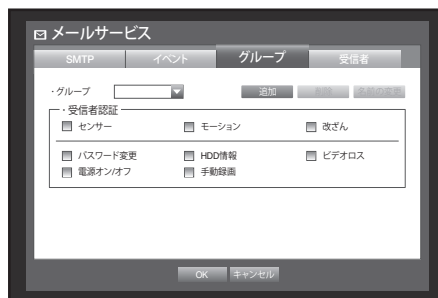 メールサービス
SMTP イベント グループ 受信者
・グループ 追加 削除 名前の変更
・受信者認証
センサー モーション 改ざん
パスワード変更 HDD情報 ビデオロス
電源オン/オフ 手動録画
OK キャンセル